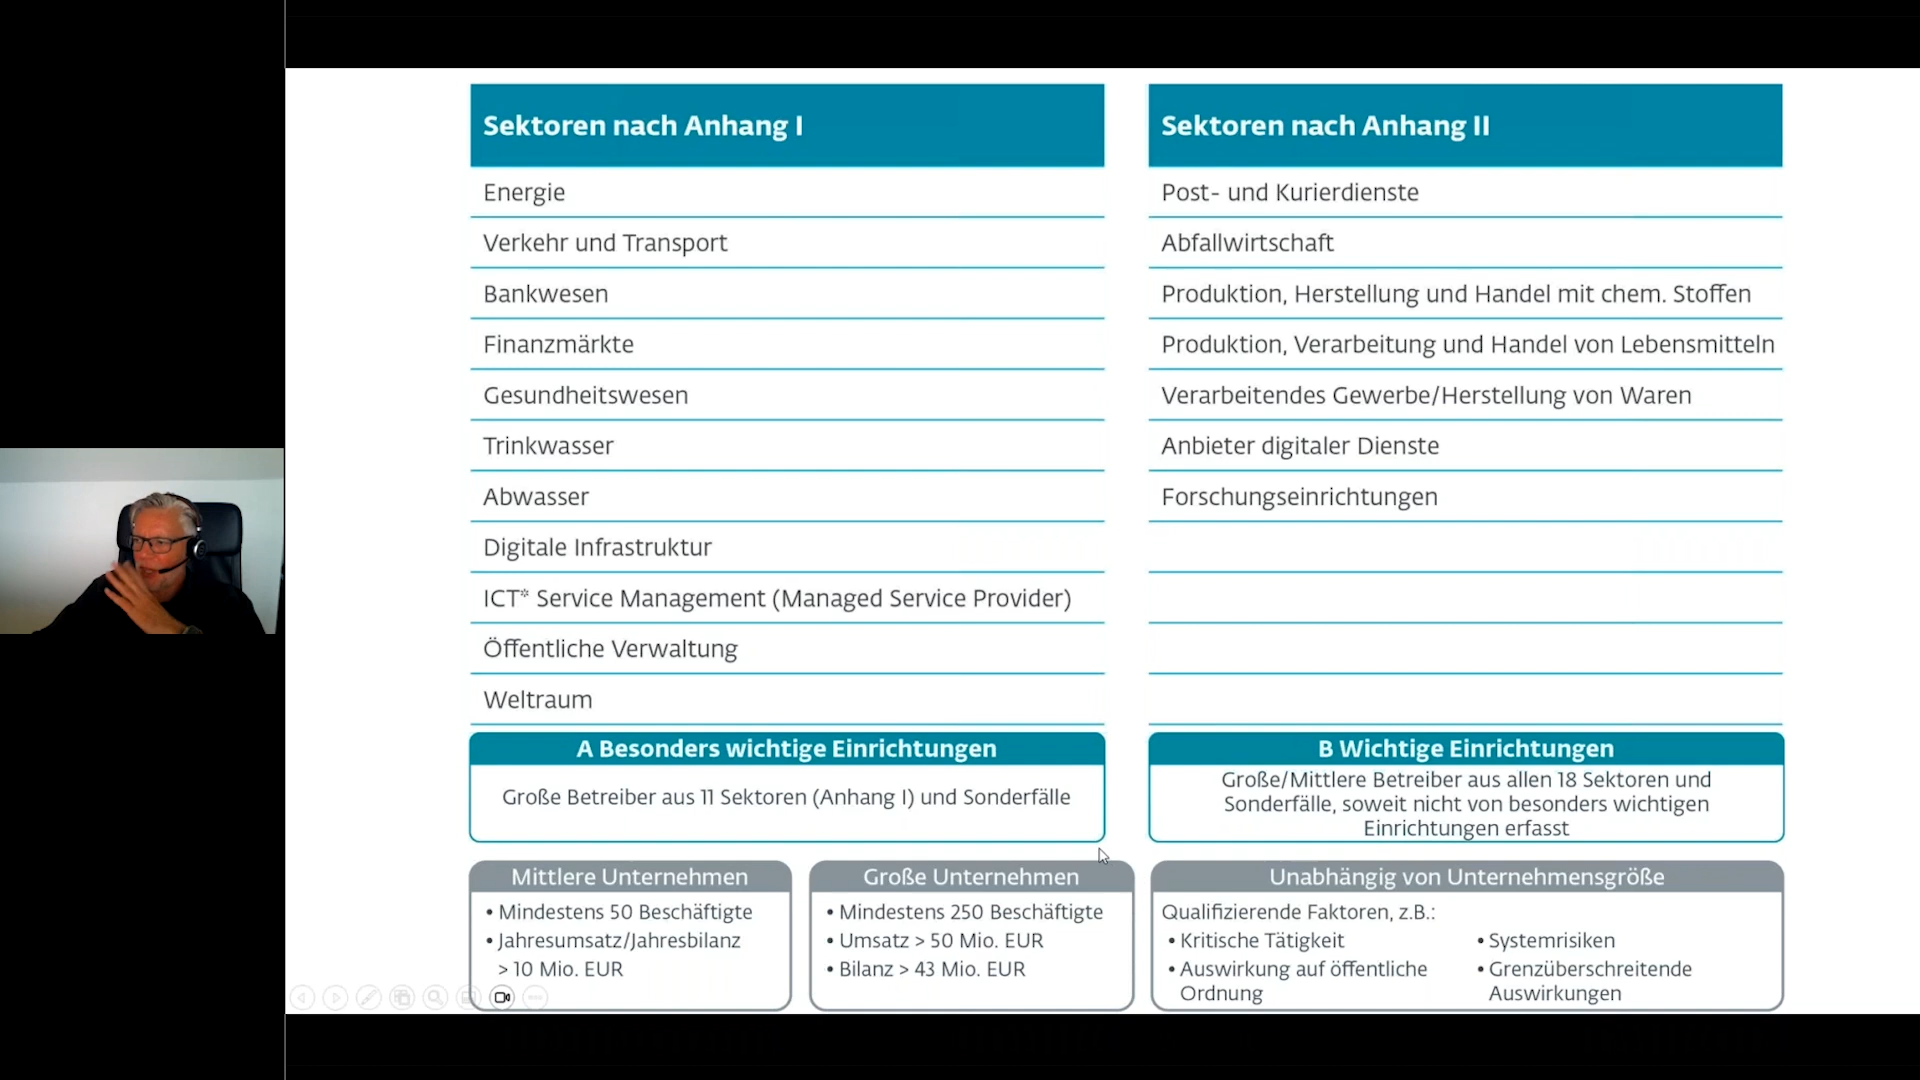 Sektoren nach Anhang I
Energie
Verkehr und Transport
Bankwesen
Finanzmärkte
Gesundheitswesen
Trinkwasser
Abwasser
Digitale Infrastruktur
ICT* Service Management (Managed Service Provider)
Öffentliche Verwaltung
Weltraum
Sektoren nach Anhang II
Post- und Kurierdienste
Abfallwirtschaft
Produktion, Herstellung und Handel mit chem. Stoffen
Produktion, Verarbeitung und Handel von Lebensmitteln
Verarbeitendes Gewerbe/Herstellung von Waren
Anbieter digitaler Dienste
Forschungseinrichtungen
A Besonders wichtige Einrichtungen
Große Betreiber aus 11 Sektoren (Anhang I) und Sonderfälle
B Wichtige Einrichtungen
Große/Mittlere Betreiber aus allen 18 Sektoren und
Sonderfälle, soweit nicht von besonders wichtigen
Einrichtungen erfasst
Mittlere Unternehmen
• Mindestens 50 Beschäftigte
• Jahresumsatz/Jahresbilanz
> 10 Mio. EUR
Große Unternehmen
• Mindestens 250 Beschäftigte
• Umsatz > 50 Mio. EUR
• Bilanz > 43 Mio. EUR
Unabhängig von Unternehmensgröße
Qualifizierende Faktoren, z.B.:
• Kritische Tätigkeit
• Auswirkung auf öffentliche
Ordnung
• Systemrisiken
• Grenzüberschreitende
Auswirkungen